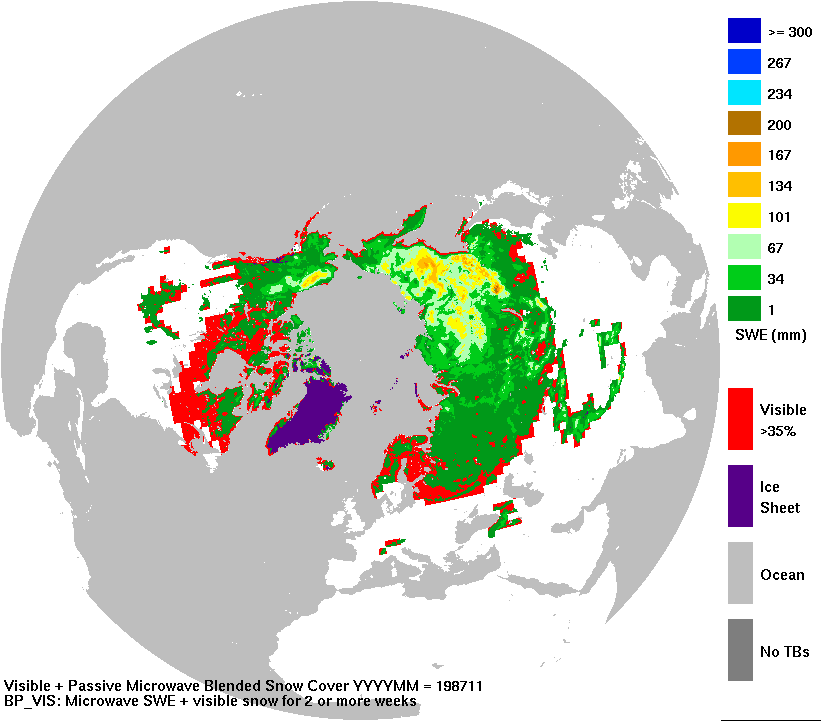 >= 300
267
234
200
167
134
101
67
34
1
SWE (mm)
Visible
>35%
Ice
Sheet
Ocean
No TBs
Visible + Passive Microwave Blended Snow Cover YYYYMM = 198711
BP_VIS: Microwave SWE + visible snow for 2 or more weeks